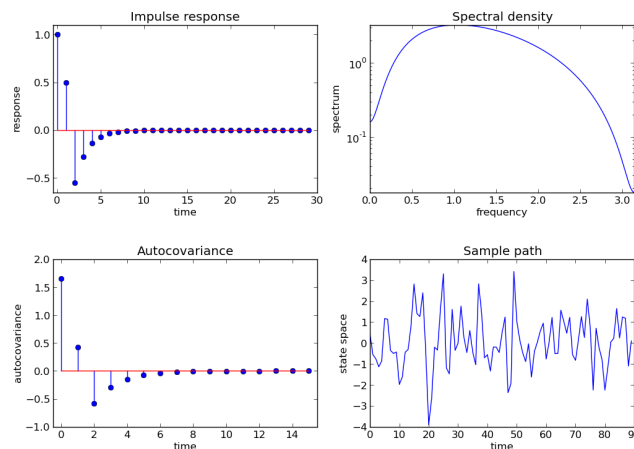 Impulse response
response
1.0
0.5
0.0
−0.5
0 5 10 15 20 25 30
time
Spectral density
spectrum
10^0
10^-1
0.0 0.5 1.0 1.5 2.0 2.5 3.0
frequency
Autocovariance
autocovariance
2.0
1.5
1.0
0.5
0.0
−0.5
−1.0
0 2 4 6 8 10 12 14
time
Sample path
state space
4
3
2
1
0
−1
−2
−3
−4
0 10 20 30 40 50 60 70 80 90
time